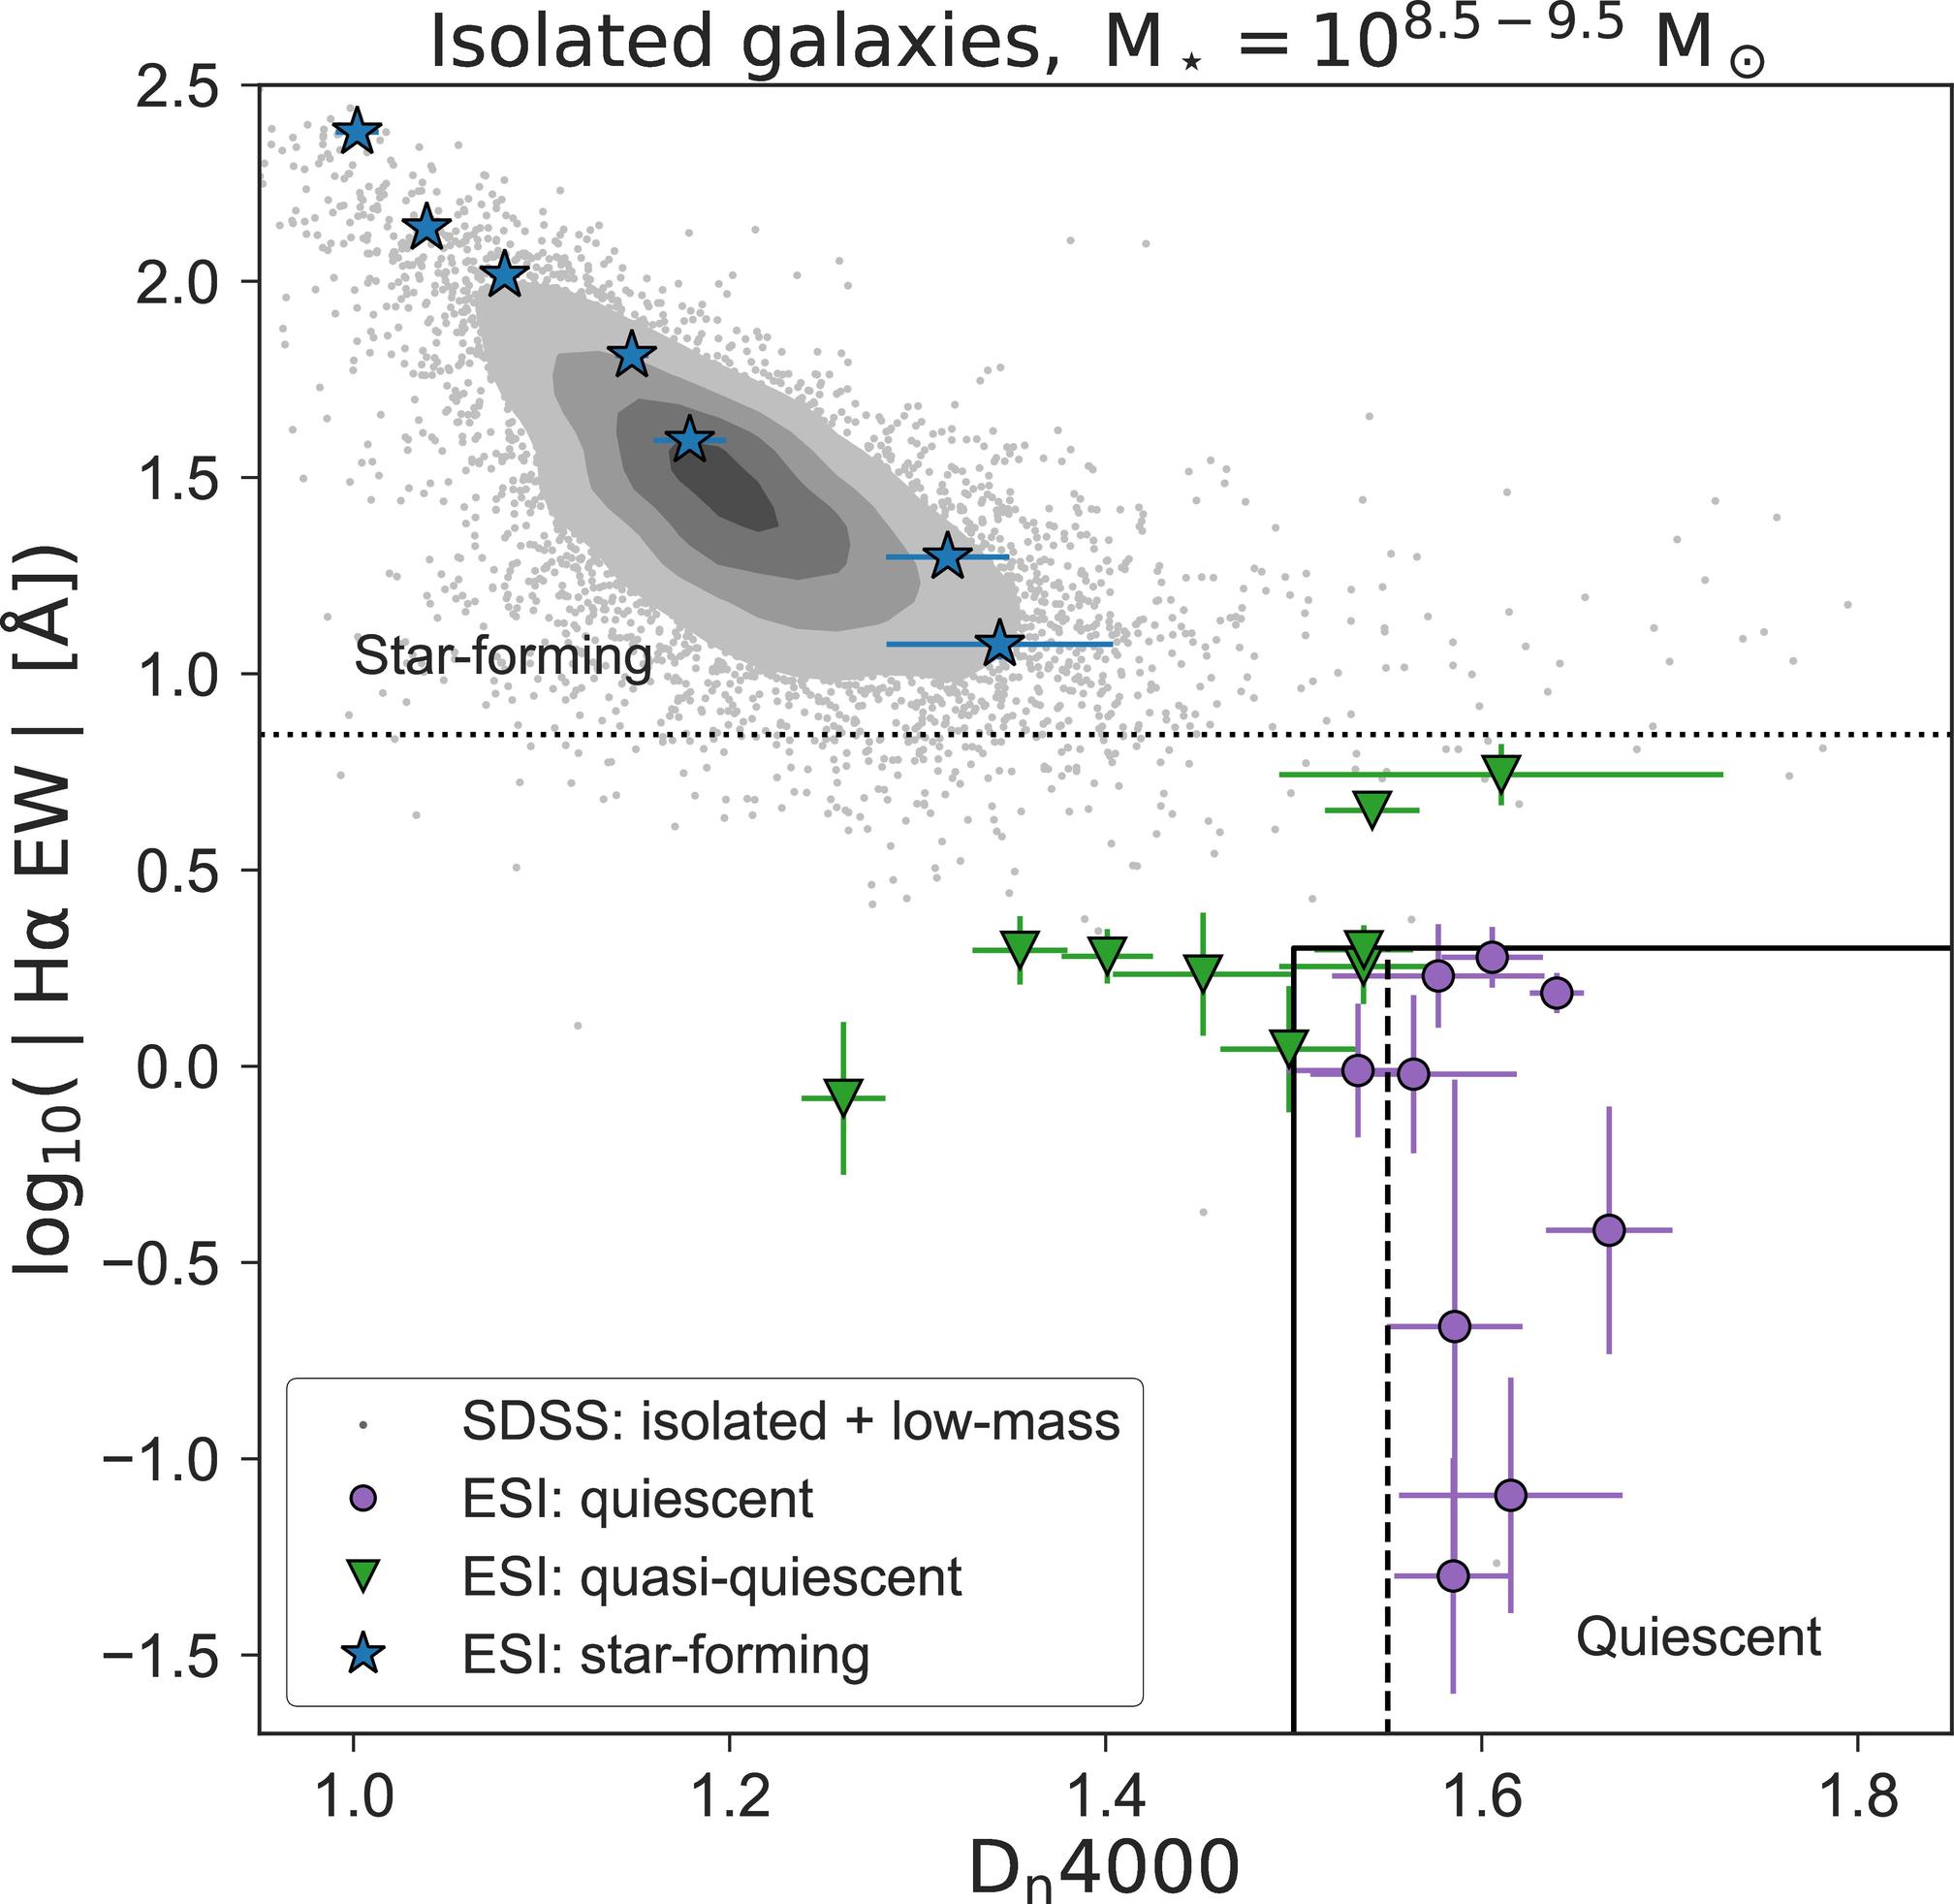 Isolated galaxies, M⋆ = 10^8.5−9.5 M⊙
log10( | Hα EW | [Å])
2.5
2.0
1.5
1.0
0.5
0.0
−0.5
−1.0
−1.5
Star-forming
Quiescent
SDSS: isolated + low-mass
ESI: quiescent
ESI: quasi-quiescent
ESI: star-forming
1.0 1.2 1.4 1.6 1.8
Dn4000